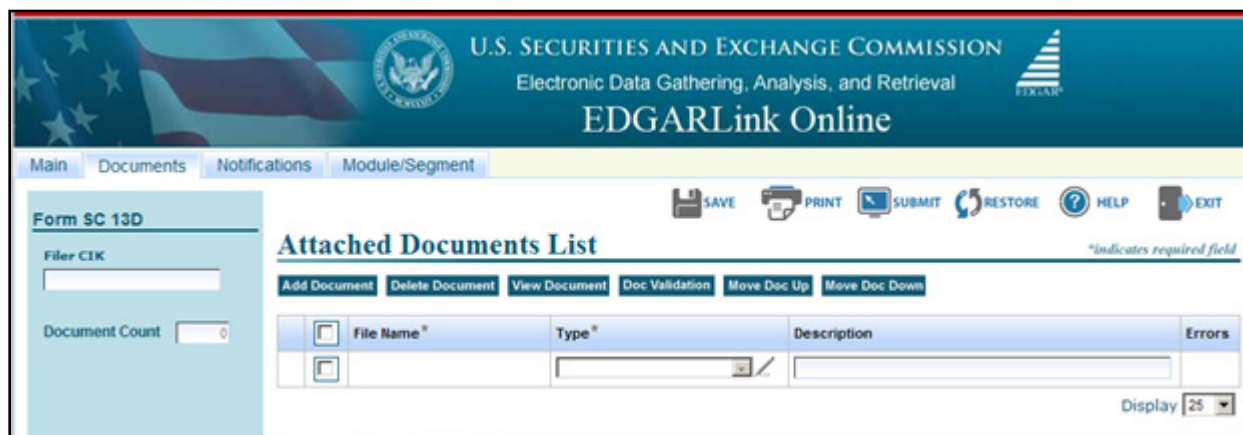 U.S. SECURITIES AND EXCHANGE COMMISSION
Electronic Data Gathering, Analysis, and Retrieval
EDGAR®
EDGARLink Online
Main Documents Notifications Module/Segment
SAVE PRINT SUBMIT RESTORE HELP EXIT
Form SC 13D
Attached Documents List
*indicates required field
Filer CIK
Add Document Delete Document View Document Doc Validation Move Doc Up Move Doc Down
Document Count 0
File Name* Type* Description Errors
Display 25